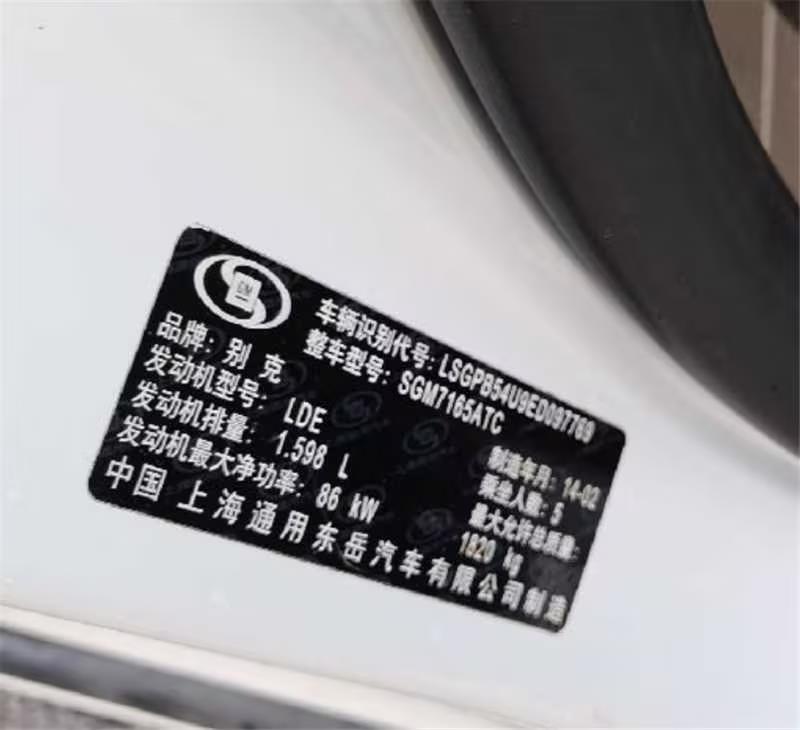 GM
车辆识别代号: LSGPB54U9ED097769
品牌: 别克
整车型号: SGM7165ATC
发动机型号: LDE
制造年月: 14-02
发动机排量: 1.598 L
乘坐人数: 5
发动机最大净功率: 86 kW
最大允许总质量:
1820 kg
中国 上海通用东岳汽车有限公司制造